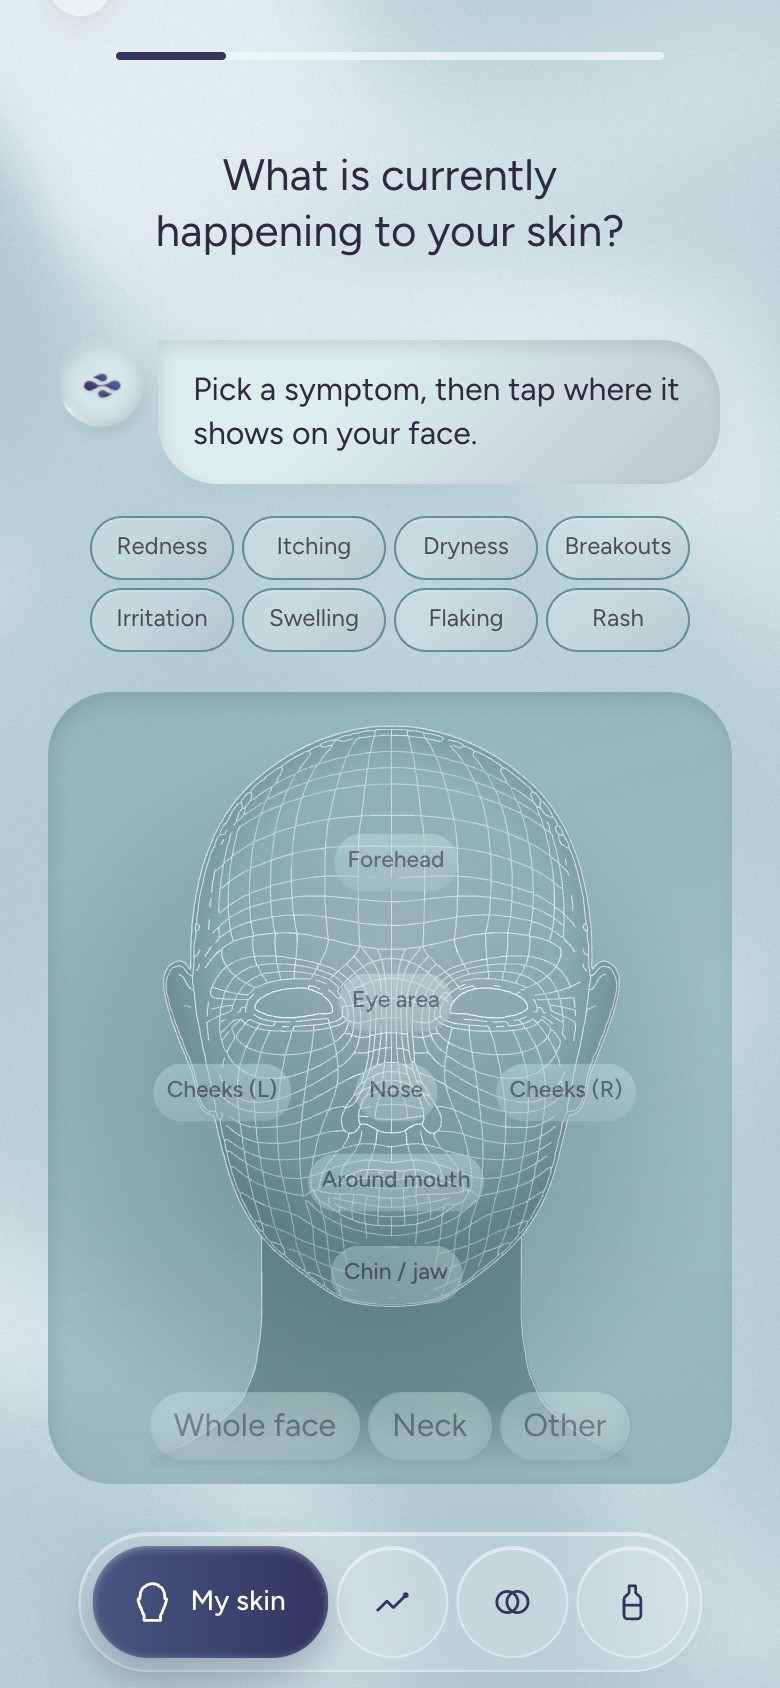 What is currently
happening to your skin?
Pick a symptom, then tap where it
shows on your face.
Redness Itching Dryness Breakouts
Irritation Swelling Flaking Rash
Forehead
Eye area
Cheeks (L) Nose Cheeks (R)
Around mouth
Chin / jaw
Whole face Neck Other
My skin